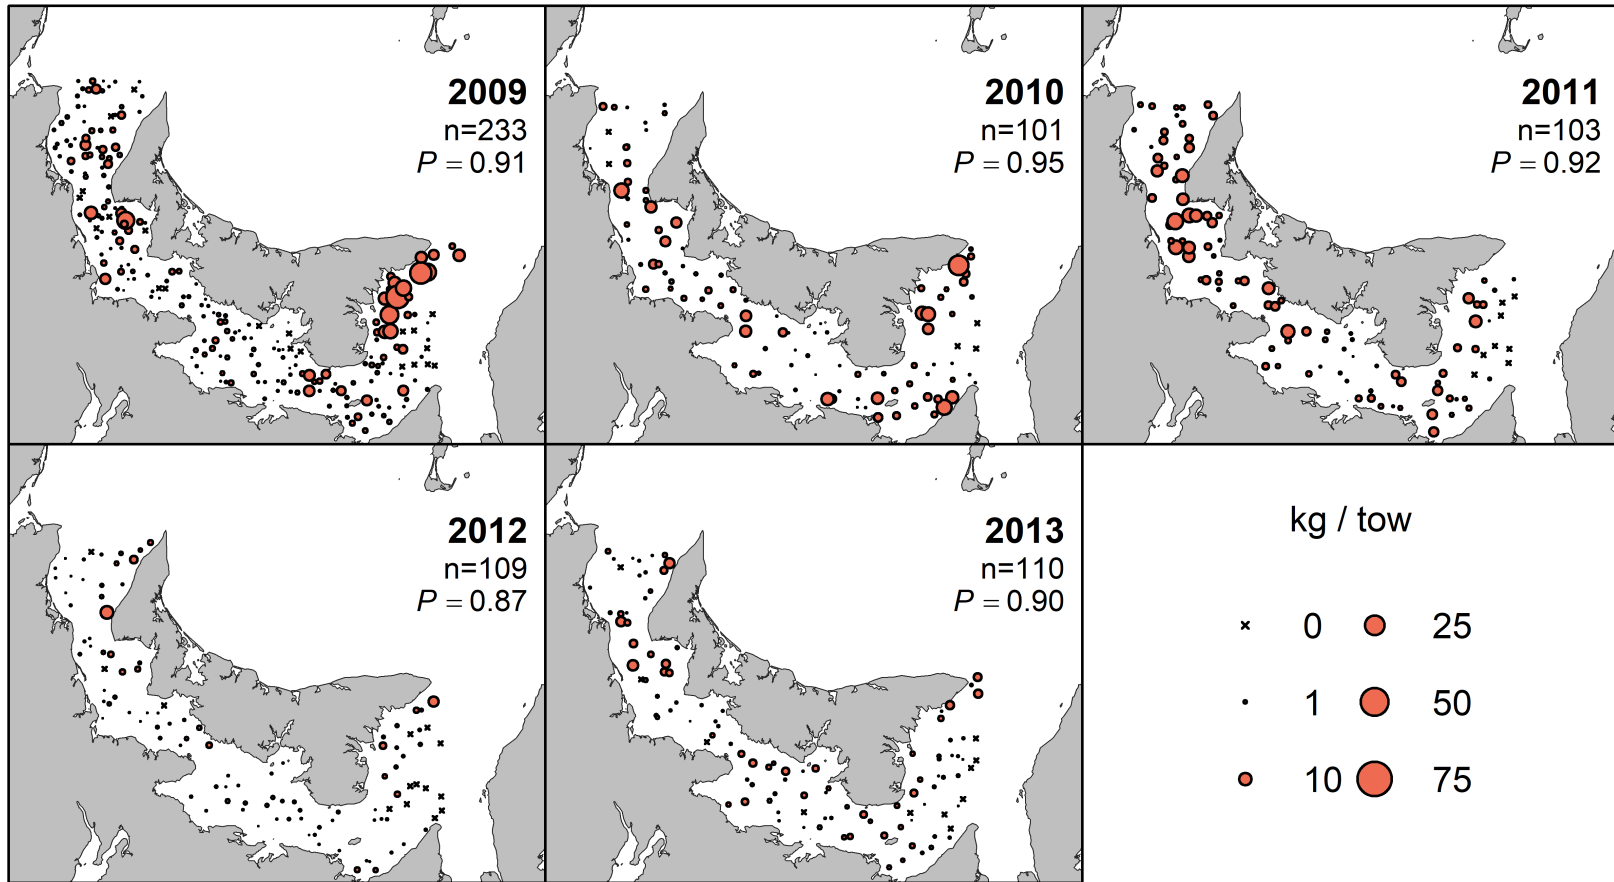 2009
n=233
P = 0.91
2010
n=101
P = 0.95
2011
n=103
P = 0.92
2012
n=109
P = 0.87
2013
n=110
P = 0.90
kg / tow
0 25
1 50
10 75